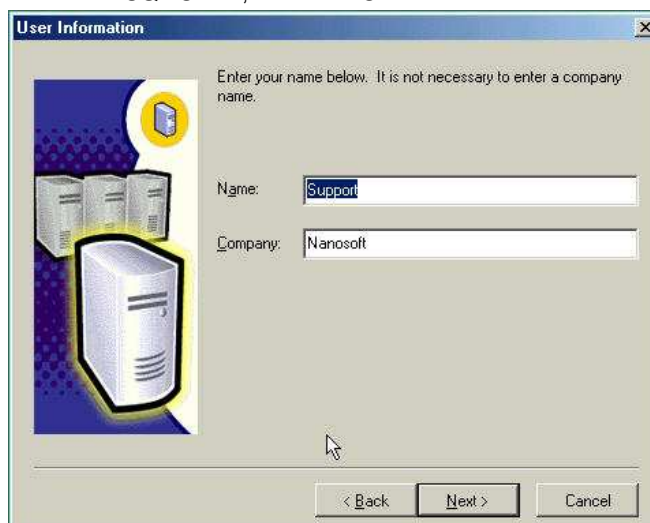 User Information
Enter your name below. It is not necessary to enter a company
name.
Name:
Support
Company:
Nanosoft
< Back
Next >
Cancel